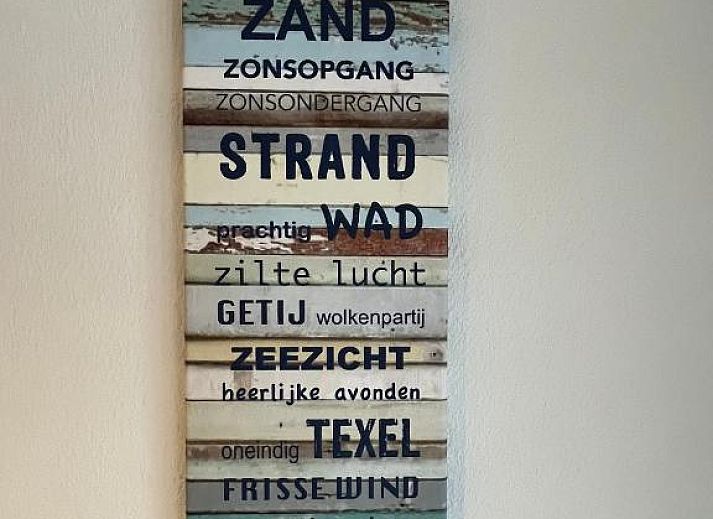 ZAND
ZONSOPGANG
ZONSONDERGANG
STRAND
prachtig WAD
zilte lucht
GETIJ wolkenpartij
ZEEZICHT
heerlijke avonden
oneindig TEXEL
FRISSE WIND